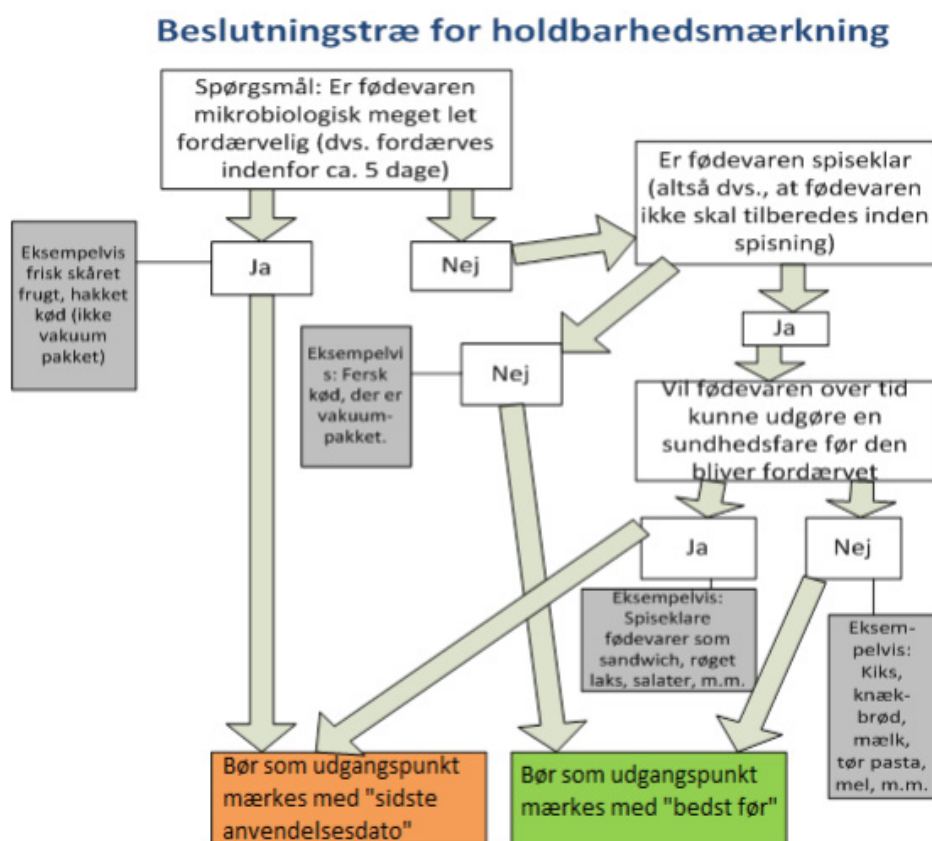 Beslutningstræ for holdbarhedsmærkning
Spørgsmål: Er fødevaren
mikrobiologisk meget let
fordærvelig (dvs. fordærves
indenfor ca. 5 dage)
Er fødevaren spiseklar
(altså dvs., at fødevaren
ikke skal tilberedes inden
spisning)
Eksempelvis
frisk skåret
frugt, hakket
kød (ikke
vakuum
pakket)
Ja
Nej
Ja
Eksempelvi
s: Fersk
kød, der er
vakuum-
pakket.
Nej
Vil fødevaren over tid
kunne udgøre en
sundhedsfare før den
bliver fordærvet
Ja
Nej
Eksempelvis:
Spiseklare
fødevarer som
sandwich, røget
laks, salater, m.m.
Eksem-
pelvis:
Kiks,
knæk-
brød,
mælk,
tør pasta,
mel, m.m.
Bør som udgangspunkt
mærkes med "sidste
anvendelsesdato"
Bør som udgangspunkt
mærkes med "bedst før"